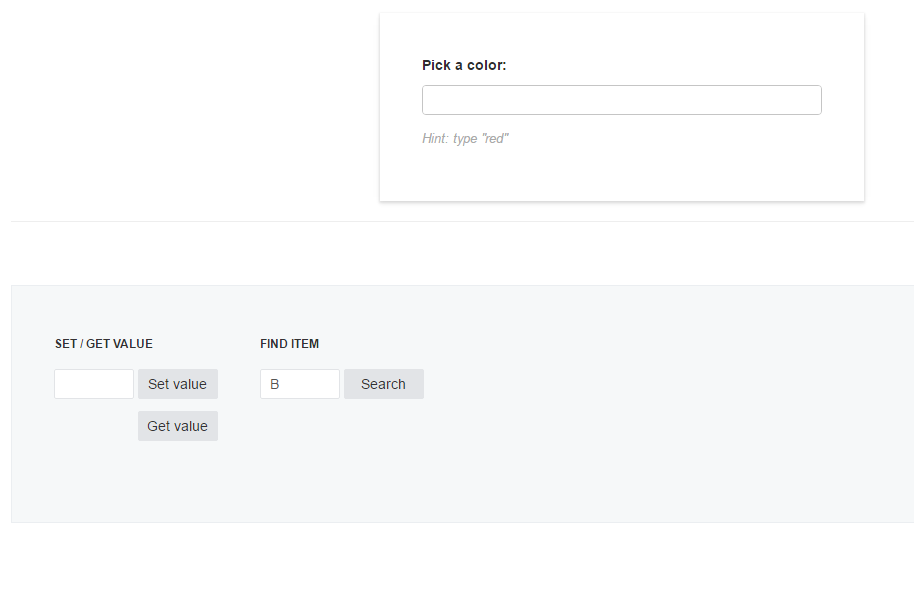 Pick a color:
Hint: type "red"
SET / GET VALUE
FIND ITEM
Set value
B
Search
Get value